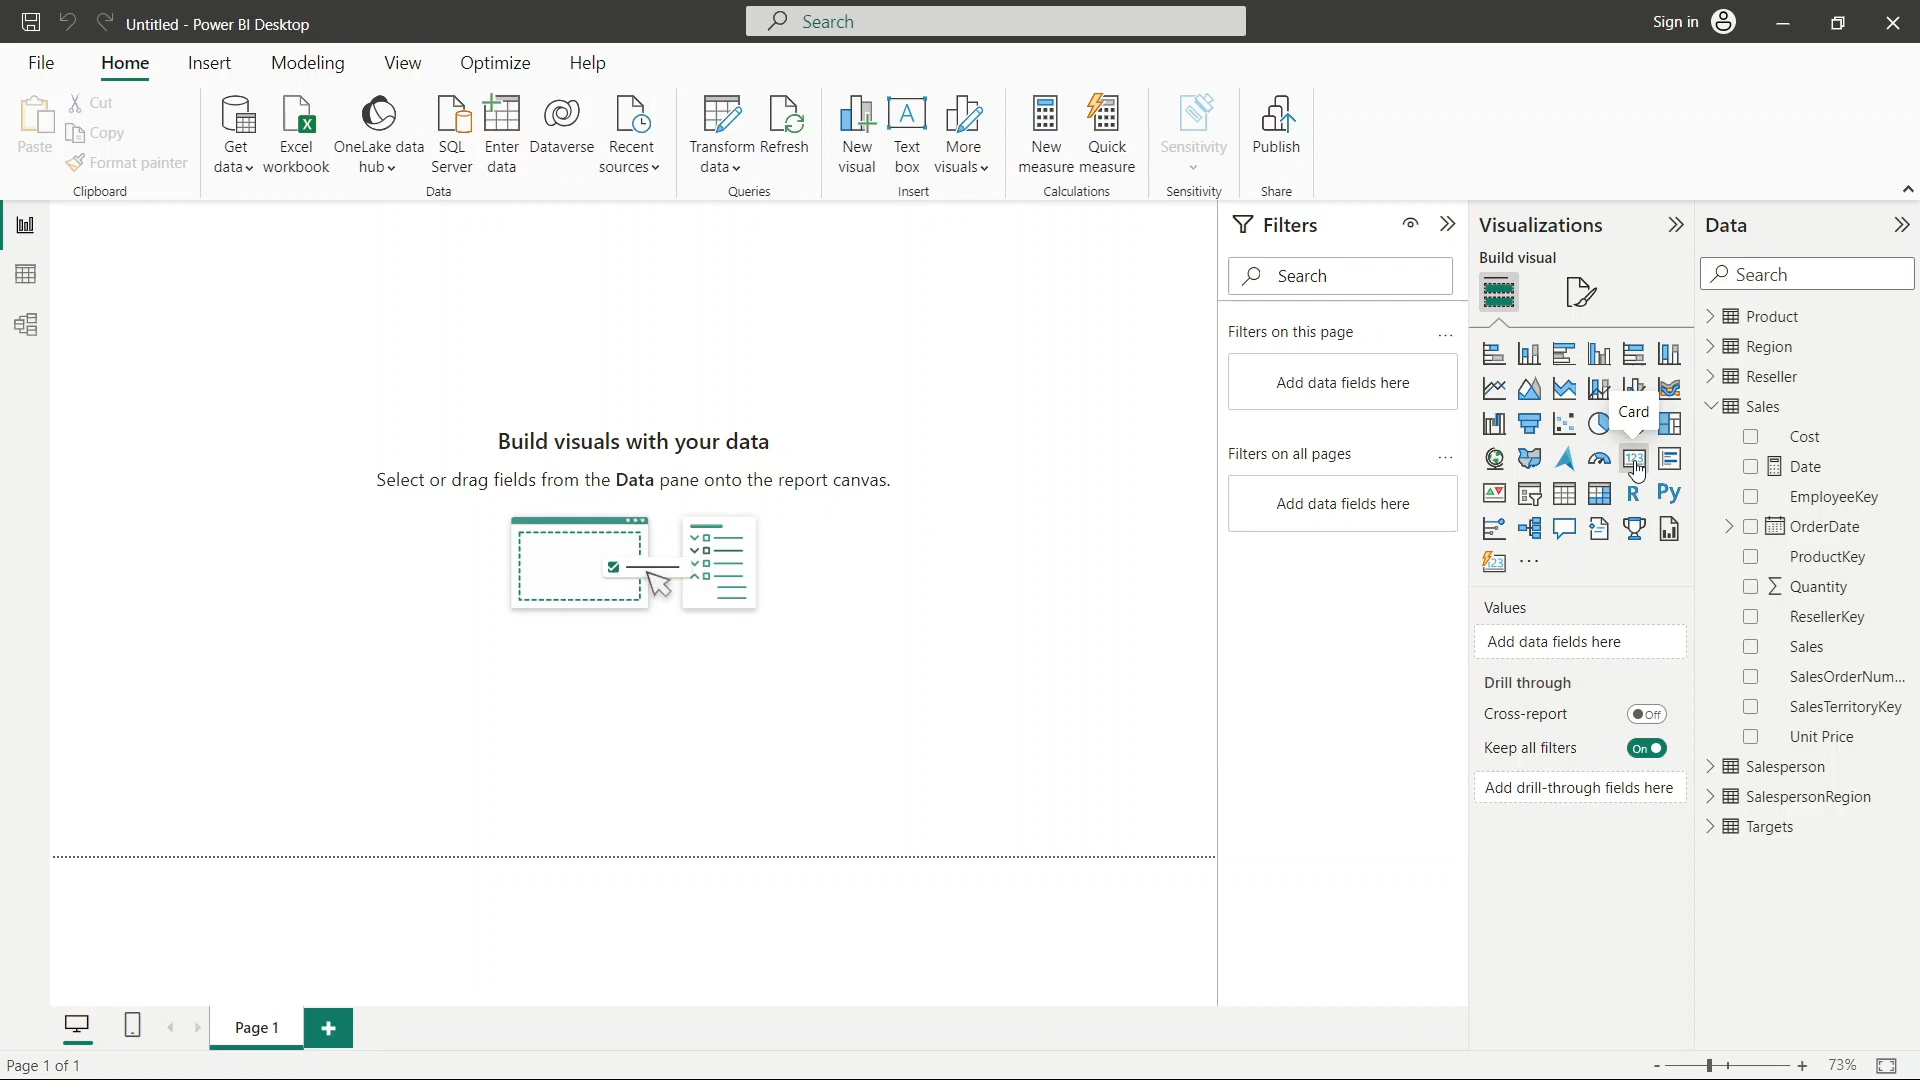 Untitled - Power BI Desktop
Search
Sign in
File Home Insert Modeling View Optimize Help
Paste
Cut
Copy
Format painter
Clipboard
Get data
Excel workbook
OneLake data hub
SQL Server
Enter data
Dataverse
Recent sources
Data
Transform data
Refresh
Queries
New visual
Text box
More visuals
Insert
New measure
Quick measure
Calculations
Sensitivity
Sensitivity
Publish
Share
Build visuals with your data
Select or drag fields from the Data pane onto the report canvas.
Filters
Search
Filters on this page ...
Add data fields here
Filters on all pages ...
Add data fields here
Visualizations
Build visual
Card
123
R Py
123 ...
Values
Add data fields here
Drill through
Cross-report Off
Keep all filters On
Add drill-through fields here
Data
Search
Product
Region
Reseller
Sales
Cost
Date
EmployeeKey
OrderDate
ProductKey
∑ Quantity
ResellerKey
Sales
SalesOrderNum...
SalesTerritoryKey
Unit Price
Salesperson
SalespersonRegion
Targets
Page 1 +
Page 1 of 1
- + 73%